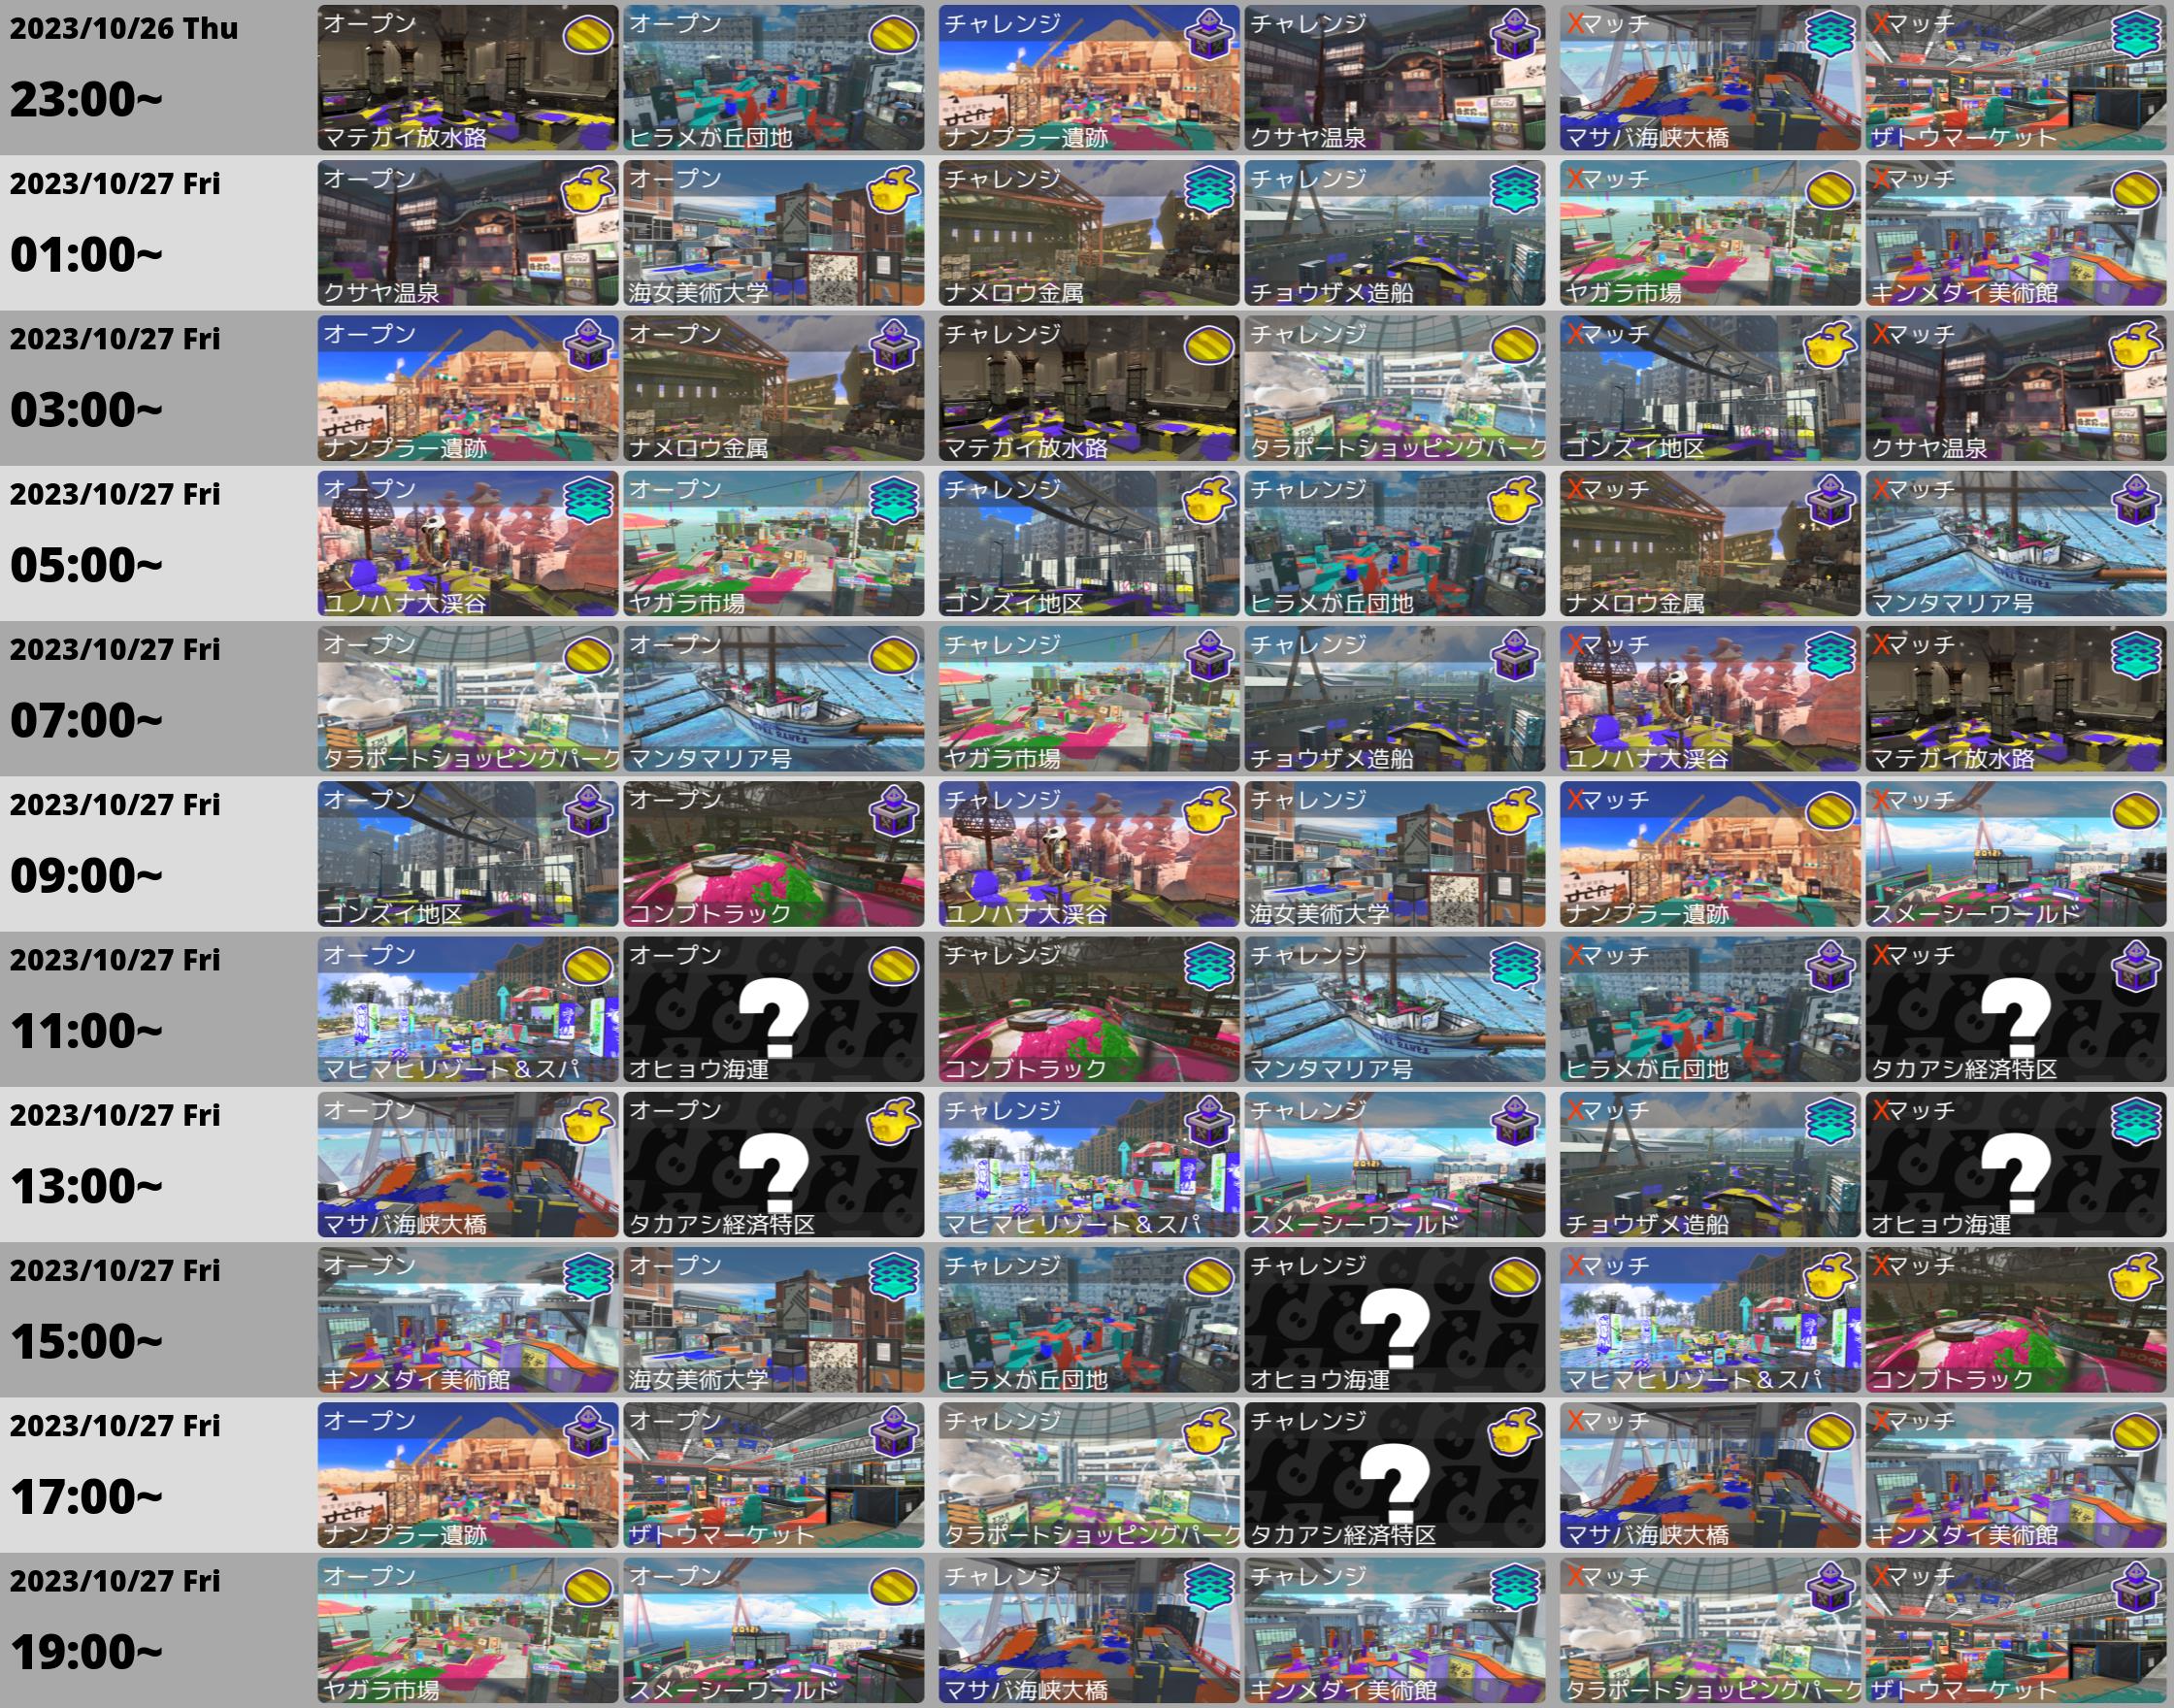 2023/10/26 Thu
23:00~
オープン
マテガイ放水路
オープン
ヒラメが丘団地
チャレンジ
ナンプラー遺跡
チャレンジ
クサヤ温泉
Xマッチ
マサバ海峡大橋
Xマッチ
ザトウマーケット
2023/10/27 Fri
01:00~
オープン
クサヤ温泉
オープン
海女美術大学
チャレンジ
ナメロウ金属
チャレンジ
チョウザメ造船
Xマッチ
ヤガラ市場
Xマッチ
キンメダイ美術館
2023/10/27 Fri
03:00~
オープン
ナンプラー遺跡
オープン
ナメロウ金属
チャレンジ
マテガイ放水路
チャレンジ
タラポートショッピングパーク
Xマッチ
ゴンズイ地区
Xマッチ
クサヤ温泉
2023/10/27 Fri
05:00~
オープン
ユノハナ大渓谷
オープン
ヤガラ市場
チャレンジ
ゴンズイ地区
チャレンジ
ヒラメが丘団地
Xマッチ
ナメロウ金属
Xマッチ
マンタマリア号
2023/10/27 Fri
07:00~
オープン
タラポートショッピングパーク
オープン
マンタマリア号
チャレンジ
ヤガラ市場
チャレンジ
チョウザメ造船
Xマッチ
ユノハナ大渓谷
Xマッチ
マテガイ放水路
2023/10/27 Fri
09:00~
オープン
ゴンズイ地区
オープン
コンブトラック
チャレンジ
ユノハナ大渓谷
チャレンジ
海女美術大学
Xマッチ
ナンプラー遺跡
Xマッチ
スメーシーワールド
2023/10/27 Fri
11:00~
オープン
マヒマヒリゾート＆スパ
オープン
?
オヒョウ海運
チャレンジ
コンブトラック
チャレンジ
マンタマリア号
Xマッチ
ヒラメが丘団地
Xマッチ
?
タカアシ経済特区
2023/10/27 Fri
13:00~
オープン
マサバ海峡大橋
オープン
?
タカアシ経済特区
チャレンジ
マヒマヒリゾート＆スパ
チャレンジ
スメーシーワールド
Xマッチ
チョウザメ造船
Xマッチ
?
オヒョウ海運
2023/10/27 Fri
15:00~
オープン
キンメダイ美術館
オープン
海女美術大学
チャレンジ
ヒラメが丘団地
チャレンジ
?
オヒョウ海運
Xマッチ
マヒマヒリゾート＆スパ
Xマッチ
コンブトラック
2023/10/27 Fri
17:00~
オープン
ナンプラー遺跡
オープン
ザトウマーケット
チャレンジ
タラポートショッピングパーク
チャレンジ
?
タカアシ経済特区
Xマッチ
マサバ海峡大橋
Xマッチ
キンメダイ美術館
2023/10/27 Fri
19:00~
オープン
ヤガラ市場
オープン
スメーシーワールド
チャレンジ
マサバ海峡大橋
チャレンジ
キンメダイ美術館
Xマッチ
タラポートショッピングパーク
Xマッチ
ザトウマーケット